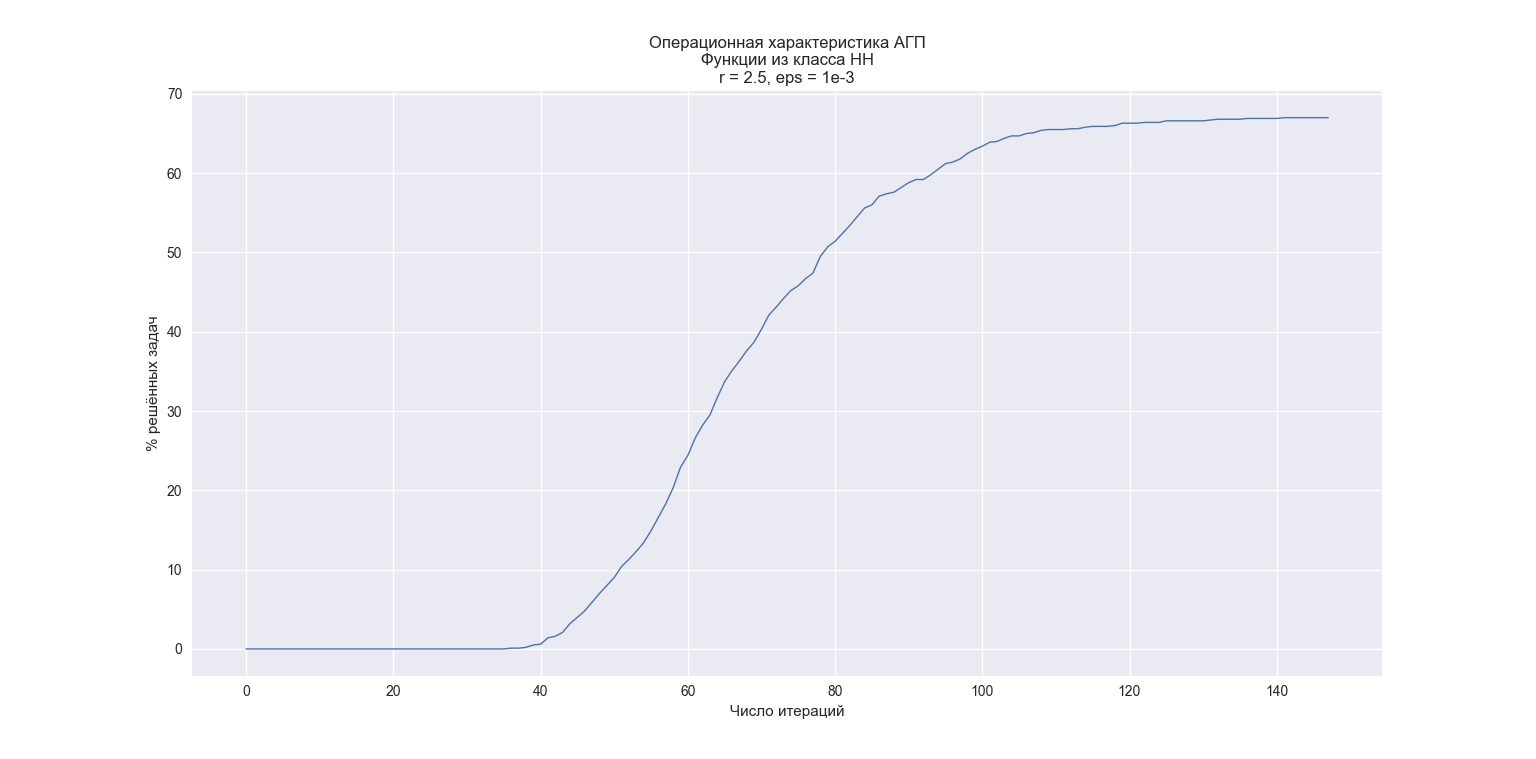 Операционная характеристика АГП
Функции из класса НН
r = 2.5, eps = 1e-3
70
60
50
40
30
20
10
0
% решённых задач
0 20 40 60 80 100 120 140
Число итераций